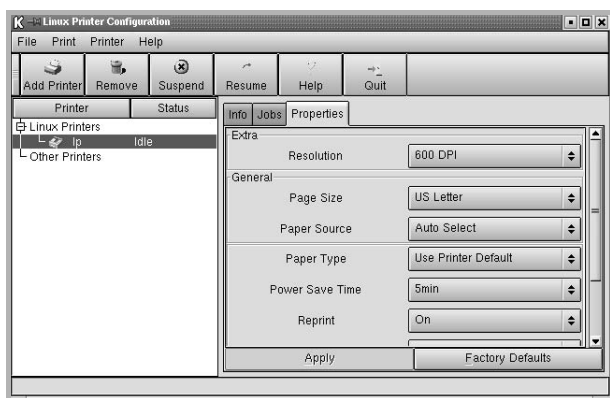 Linux Printer Configuration
File Print Printer Help
Add Printer Remove Suspend Resume Help Quit
Printer Status
Linux Printers
lp Idle
Other Printers
Info Jobs Properties
Extra
Resolution 600 DPI
General
Page Size US Letter
Paper Source Auto Select
Paper Type Use Printer Default
Power Save Time 5min
Reprint On
Apply Factory Defaults